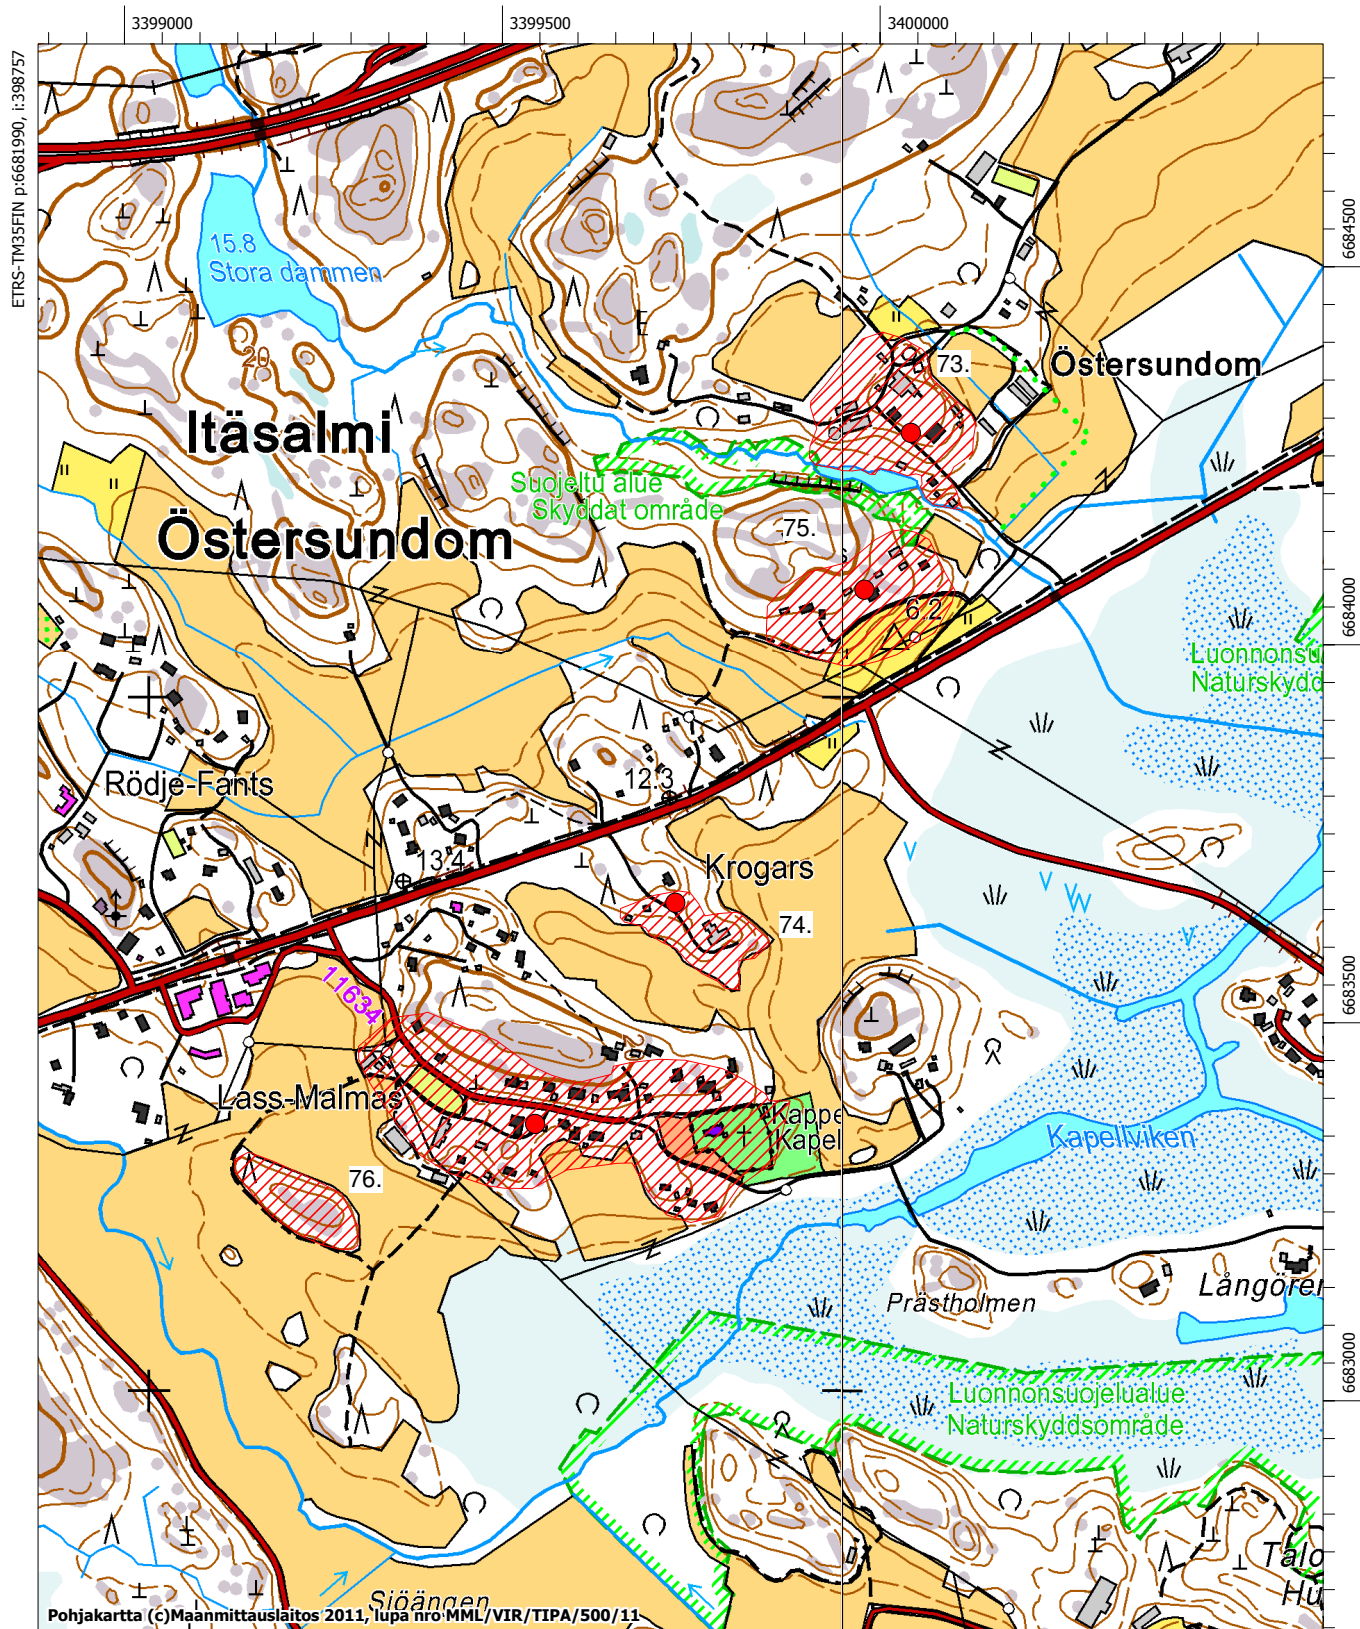 3399000
3399500
3400000
ETRS-TM35FIN p:6681990, i:398757
6684500
15.8
Stora dammen
20
73.
Östersundom
Itäsalmi
Östersundom
Suojeltu alue
Skyddat område
75.
6.2
6684000
Luonnonsu
Naturskydd
Rödje-Fants
12.3
13.4
Krogars
74.
11634
6683500
Lass-Malmas
Kappe
Kapel
Kapellviken
76.
Långören
Prästholmen
6683000
Luonnonsuojelualue
Naturskyddsområde
Talo
Hu
Sjöängen
Pohjakartta (c)Maanmittauslaitos 2011, lupa nro MML/VIR/TIPA/500/11